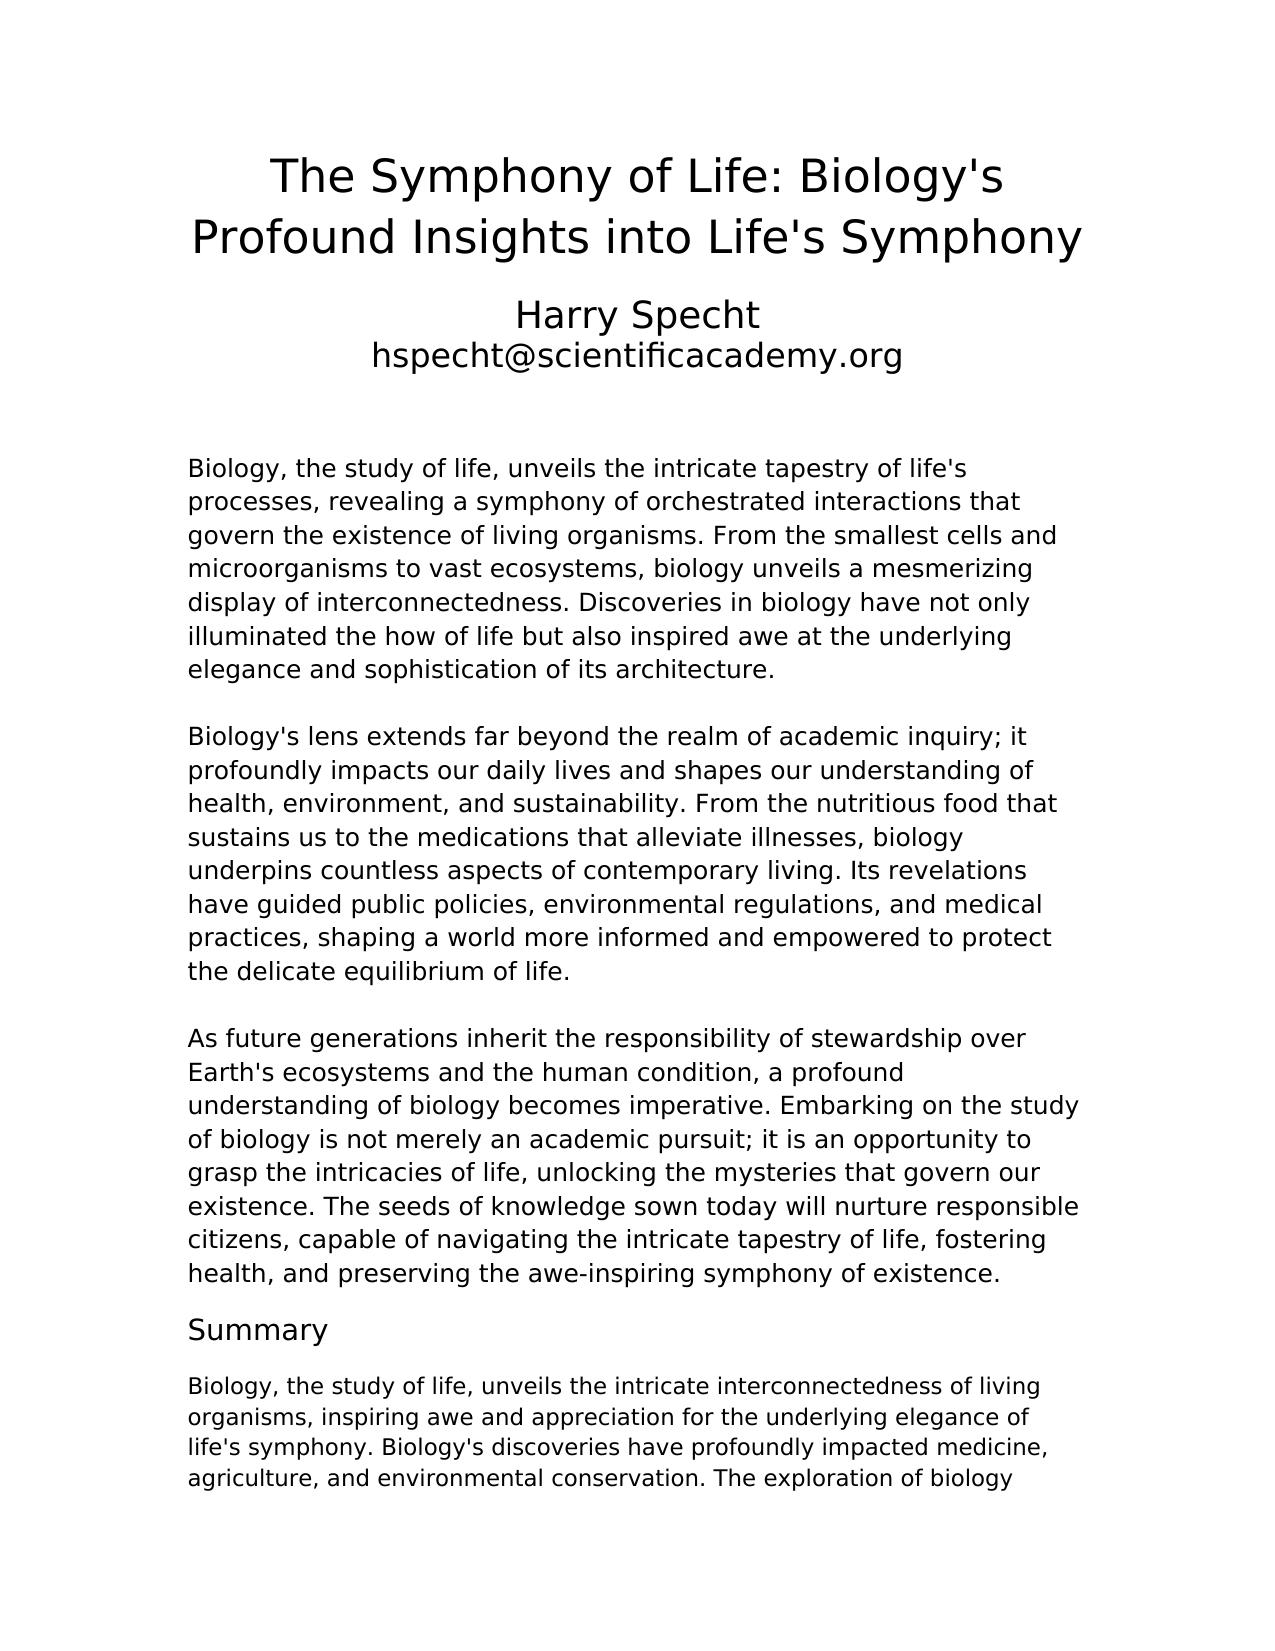 The Symphony of Life: Biology's
Profound Insights into Life's Symphony
Harry Specht
hspecht@scientificacademy.org
Biology, the study of life, unveils the intricate tapestry of life's
processes, revealing a symphony of orchestrated interactions that
govern the existence of living organisms. From the smallest cells and
microorganisms to vast ecosystems, biology unveils a mesmerizing
display of interconnectedness. Discoveries in biology have not only
illuminated the how of life but also inspired awe at the underlying
elegance and sophistication of its architecture.
Biology's lens extends far beyond the realm of academic inquiry; it
profoundly impacts our daily lives and shapes our understanding of
health, environment, and sustainability. From the nutritious food that
sustains us to the medications that alleviate illnesses, biology
underpins countless aspects of contemporary living. Its revelations
have guided public policies, environmental regulations, and medical
practices, shaping a world more informed and empowered to protect
the delicate equilibrium of life.
As future generations inherit the responsibility of stewardship over
Earth's ecosystems and the human condition, a profound
understanding of biology becomes imperative. Embarking on the study
of biology is not merely an academic pursuit; it is an opportunity to
grasp the intricacies of life, unlocking the mysteries that govern our
existence. The seeds of knowledge sown today will nurture responsible
citizens, capable of navigating the intricate tapestry of life, fostering
health, and preserving the awe-inspiring symphony of existence.
Summary
Biology, the study of life, unveils the intricate interconnectedness of living
organisms, inspiring awe and appreciation for the underlying elegance of
life's symphony. Biology's discoveries have profoundly impacted medicine,
agriculture, and environmental conservation. The exploration of biology